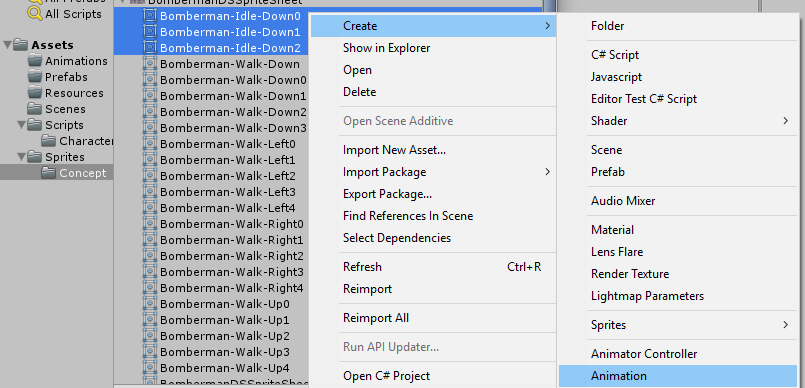 All Scripts
Assets
Animations
Prefabs
Resources
Scenes
Scripts
Character
Sprites
Concept
BombermanDSSpriteSheet
Bomberman-Idle-Down0
Bomberman-Idle-Down1
Bomberman-Idle-Down2
Bomberman-Walk-Down
Bomberman-Walk-Down0
Bomberman-Walk-Down1
Bomberman-Walk-Down2
Bomberman-Walk-Down3
Bomberman-Walk-Left0
Bomberman-Walk-Left1
Bomberman-Walk-Left2
Bomberman-Walk-Left3
Bomberman-Walk-Left4
Bomberman-Walk-Right0
Bomberman-Walk-Right1
Bomberman-Walk-Right2
Bomberman-Walk-Right3
Bomberman-Walk-Right4
Bomberman-Walk-Up0
Bomberman-Walk-Up1
Bomberman-Walk-Up2
Bomberman-Walk-Up3
Bomberman-Walk-Up4
BombermanDSSpriteShee
Create
Show in Explorer
Open
Delete
Open Scene Additive
Import New Asset...
Import Package
Export Package...
Find References In Scene
Select Dependencies
Refresh Ctrl+R
Reimport
Reimport All
Run API Updater...
Open C# Project
Folder
C# Script
Javascript
Editor Test C# Script
Shader
Scene
Prefab
Audio Mixer
Material
Lens Flare
Render Texture
Lightmap Parameters
Sprites
Animator Controller
Animation